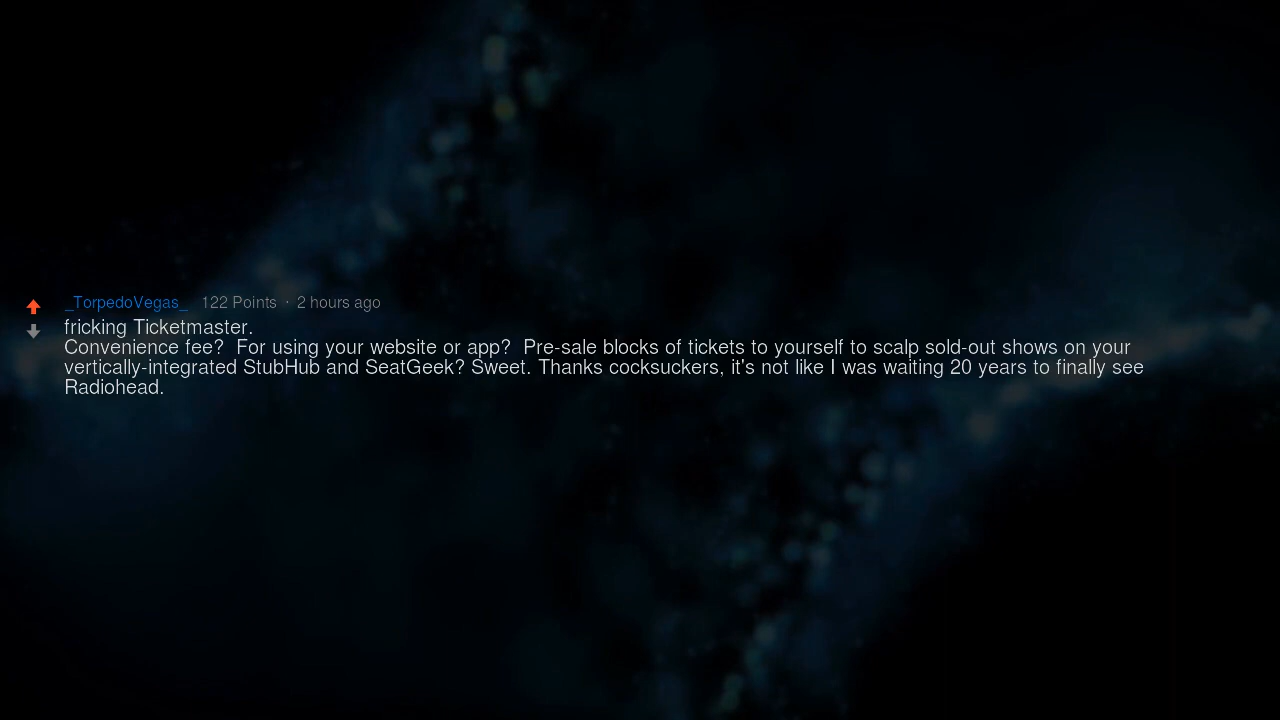 _TorpedoVegas_ 122 Points · 2 hours ago
fricking Ticketmaster.
Convenience fee?  For using your website or app?  Pre-sale blocks of tickets to yourself to scalp sold-out shows on your
vertically-integrated StubHub and SeatGeek? Sweet. Thanks cocksuckers, it's not like I was waiting 20 years to finally see
Radiohead.